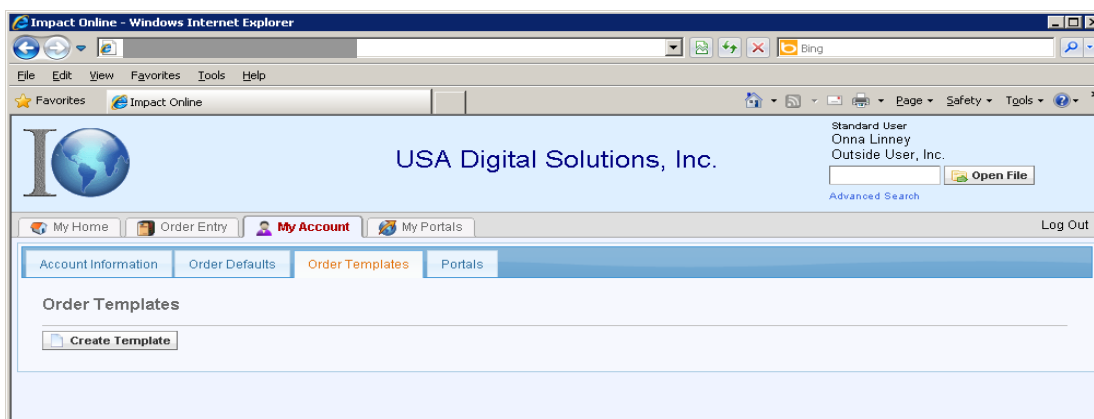 Impact Online - Windows Internet Explorer
Bing
File Edit View Favorites Tools Help
Favorites Impact Online Page Safety Tools
Standard User
Onna Linney
USA Digital Solutions, Inc. Outside User, Inc.
Open File
Advanced Search
My Home Order Entry My Account My Portals Log Out
Account Information Order Defaults Order Templates Portals
Order Templates
Create Template